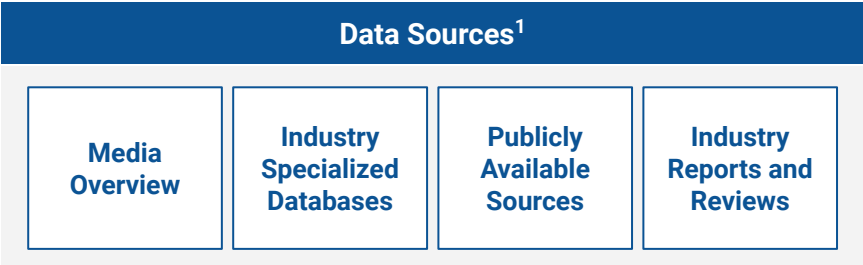 Data Sources¹
Media
Overview
Industry
Specialized
Databases
Publicly
Available
Sources
Industry
Reports and
Reviews